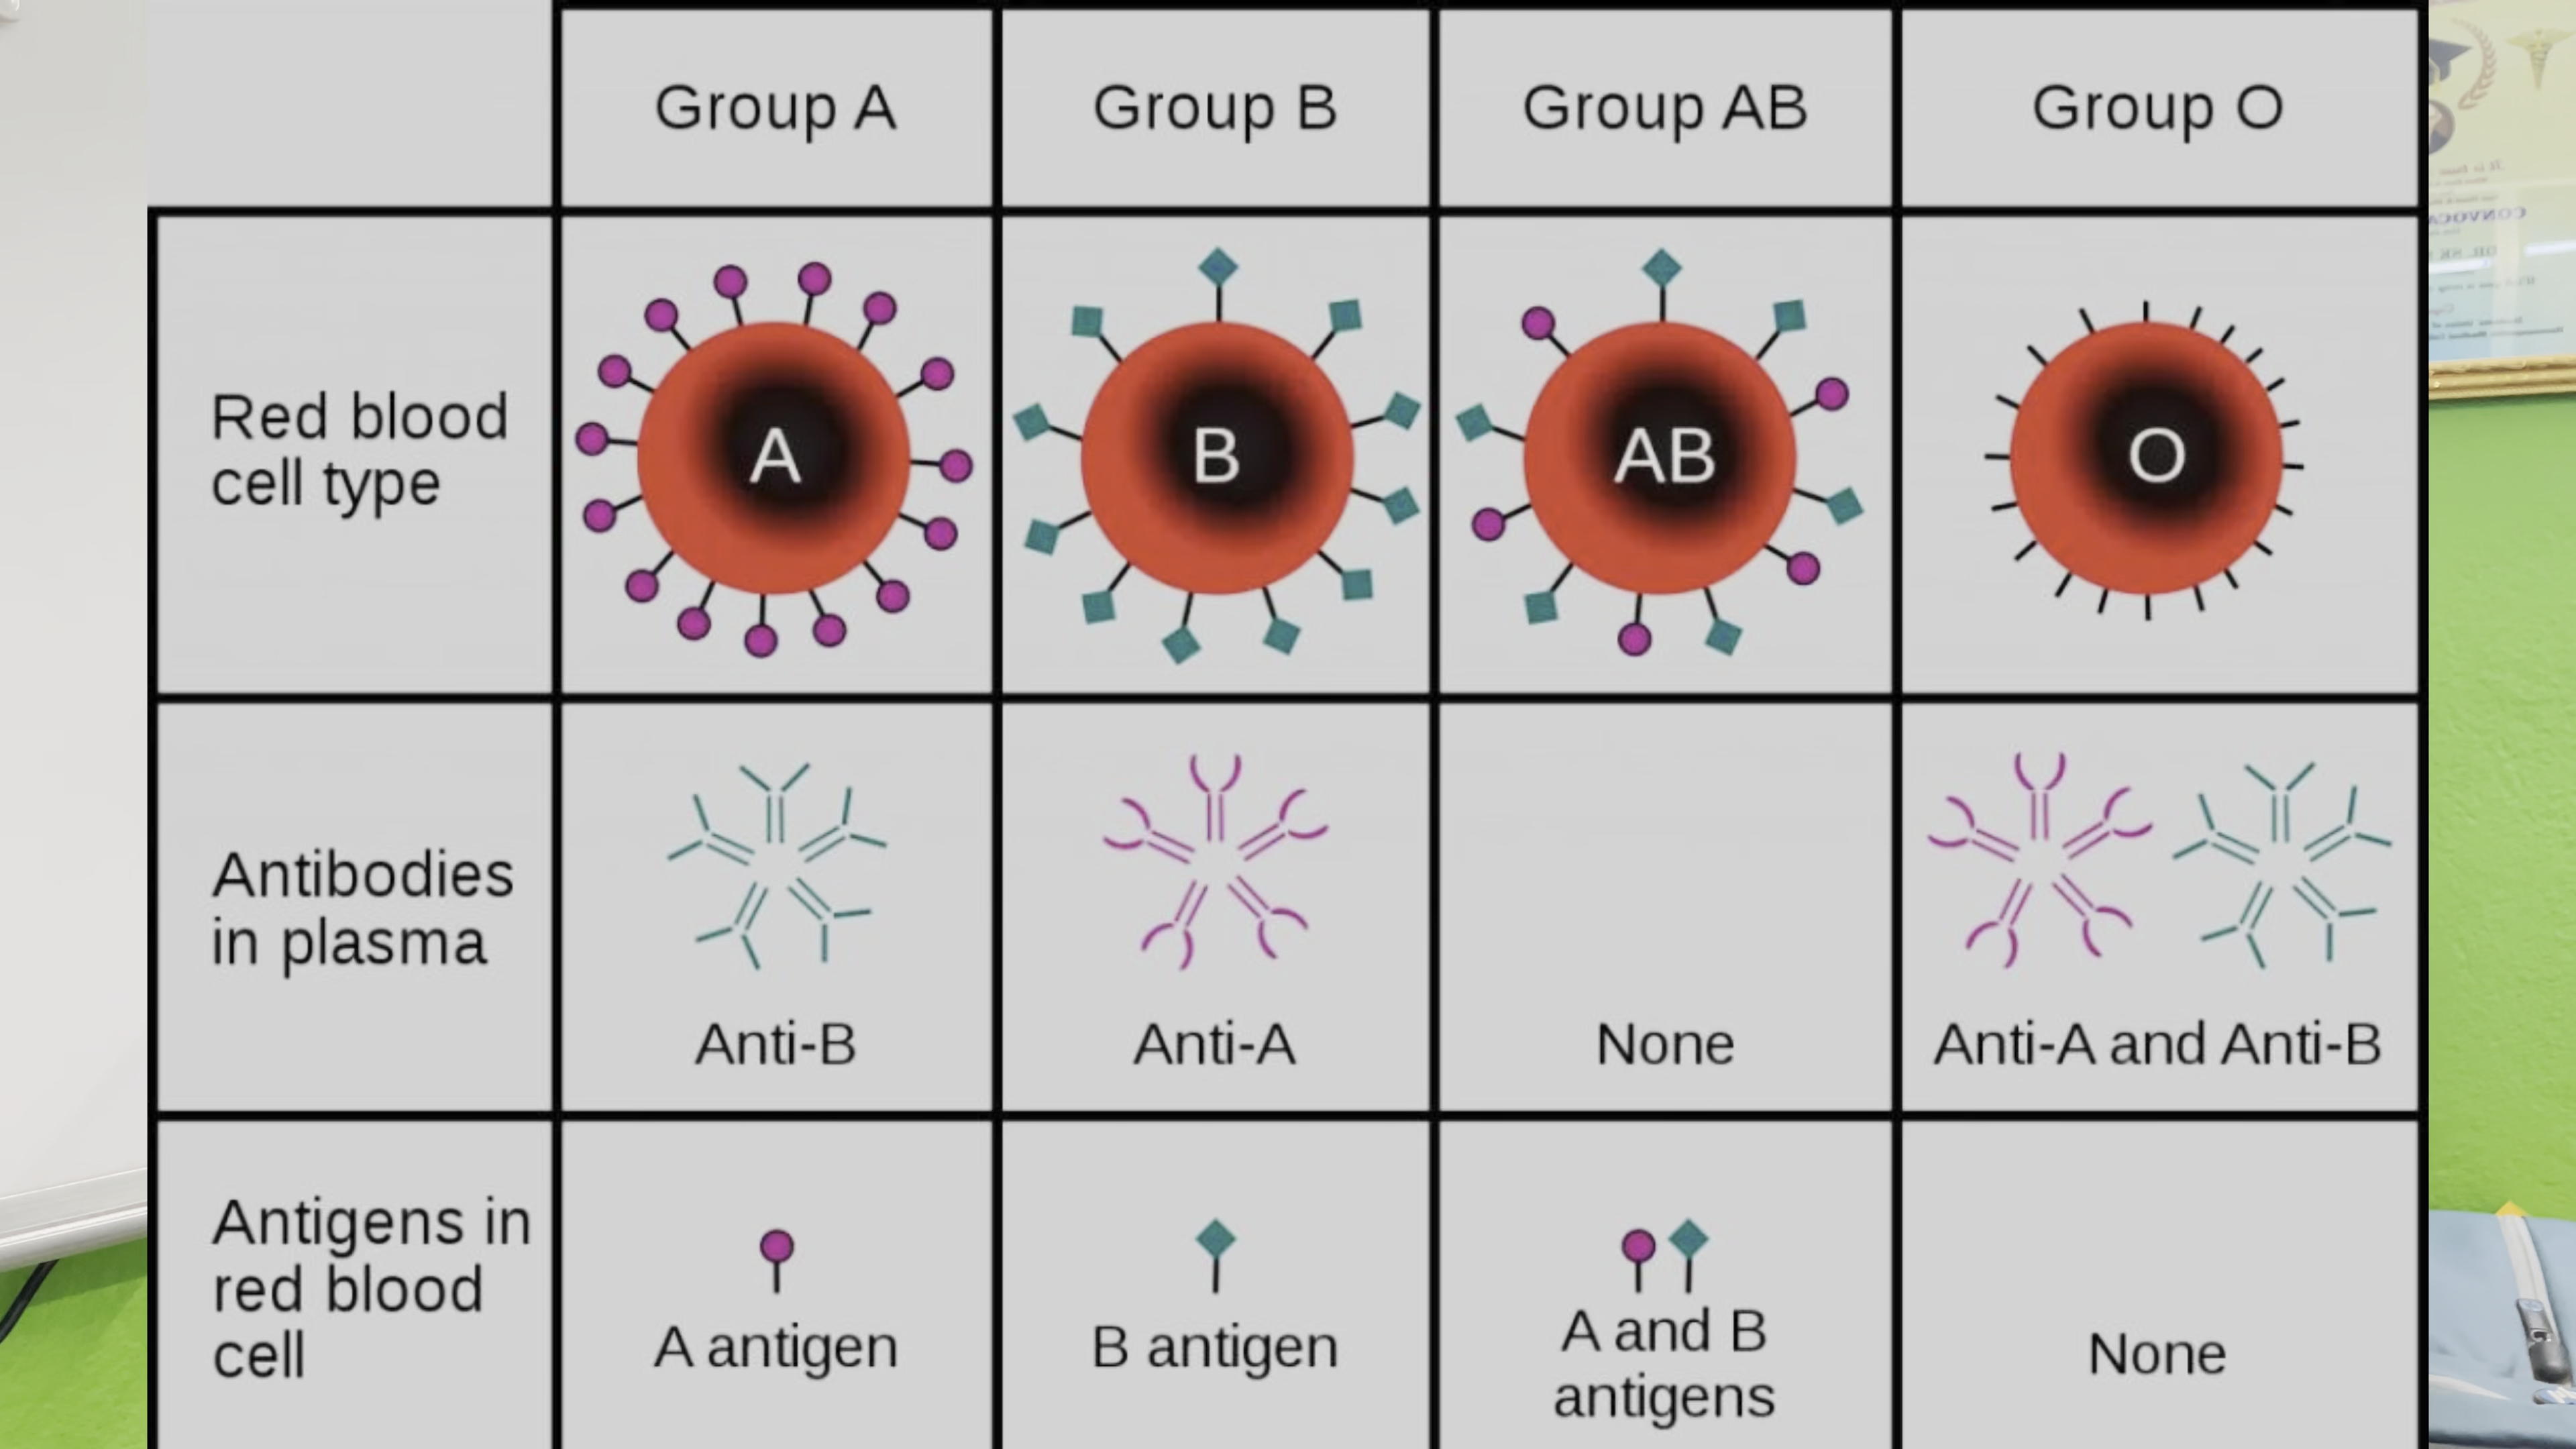 Group A
Group B
Group AB
Group O
Red blood
cell type
A
B
AB
O
Antibodies
in plasma
Anti-B
Anti-A
None
Anti-A and Anti-B
Antigens in
red blood
cell
A antigen
B antigen
A and B
antigens
None